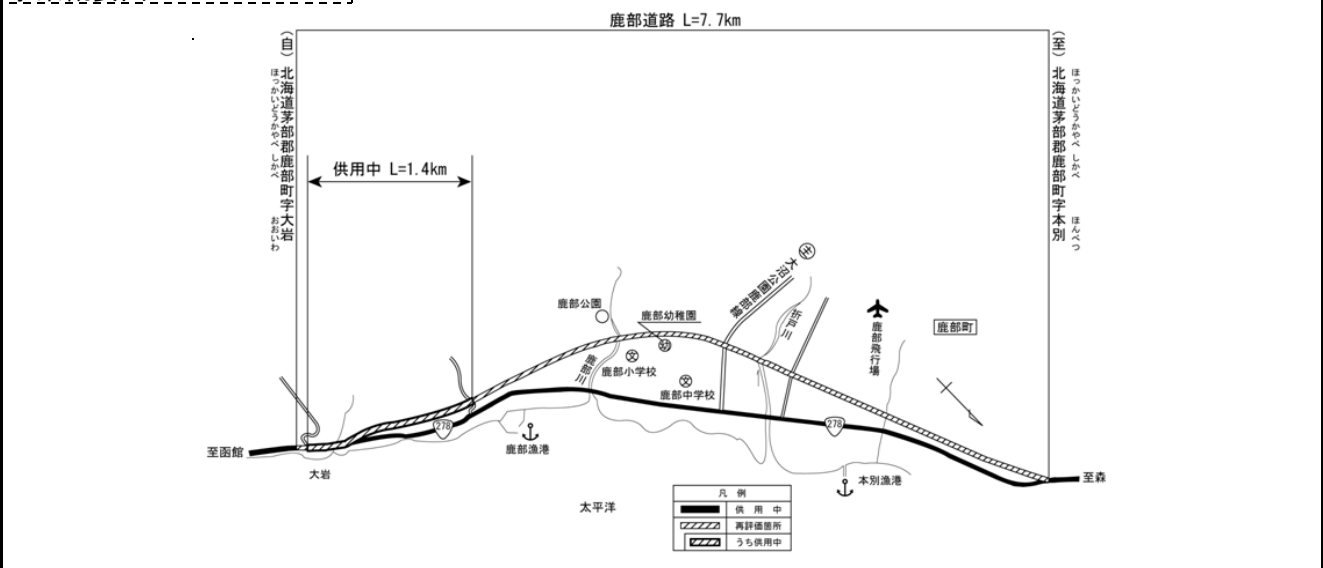 鹿部道路 L=7.7km
（自）北海道茅部郡鹿部町字大岩
ほっかいどうかやべ しかべ おおいわ
（至）北海道茅部郡鹿部町字本別
ほっかいどうかやべ しかべ ほんべつ
供用中 L=1.4km
主
大沼公園鹿部線
折戸川
鹿部公園
鹿部幼稚園
幼
鹿部町
鹿部飛行場
文
鹿部小学校
鹿部川
文
鹿部中学校
278
278
至函館
大岩
鹿部漁港
本別漁港
至森
太平洋
凡 例
供 用 中
再評価箇所
うち供用中